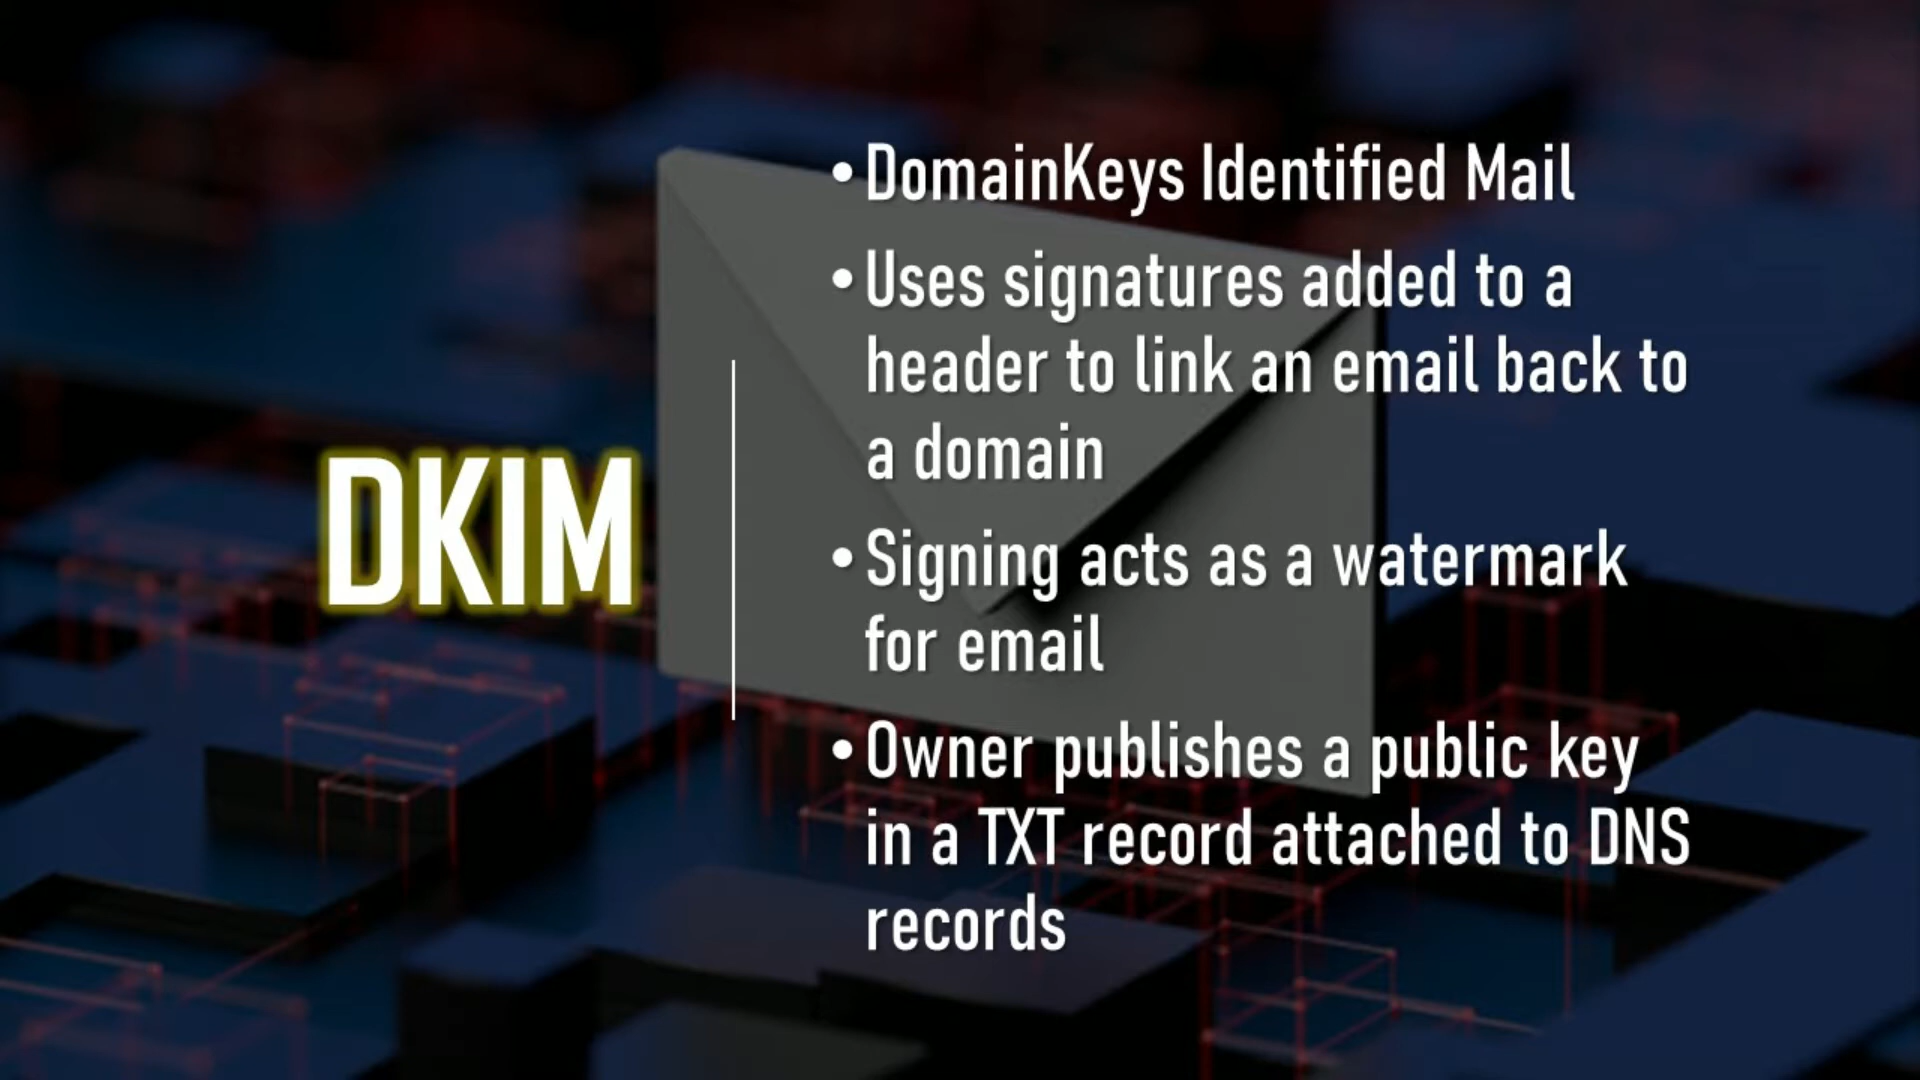 DKIM
• DomainKeys Identified Mail
• Uses signatures added to a
header to link an email back to
a domain
• Signing acts as a watermark
for email
• Owner publishes a public key
in a TXT record attached to DNS
records